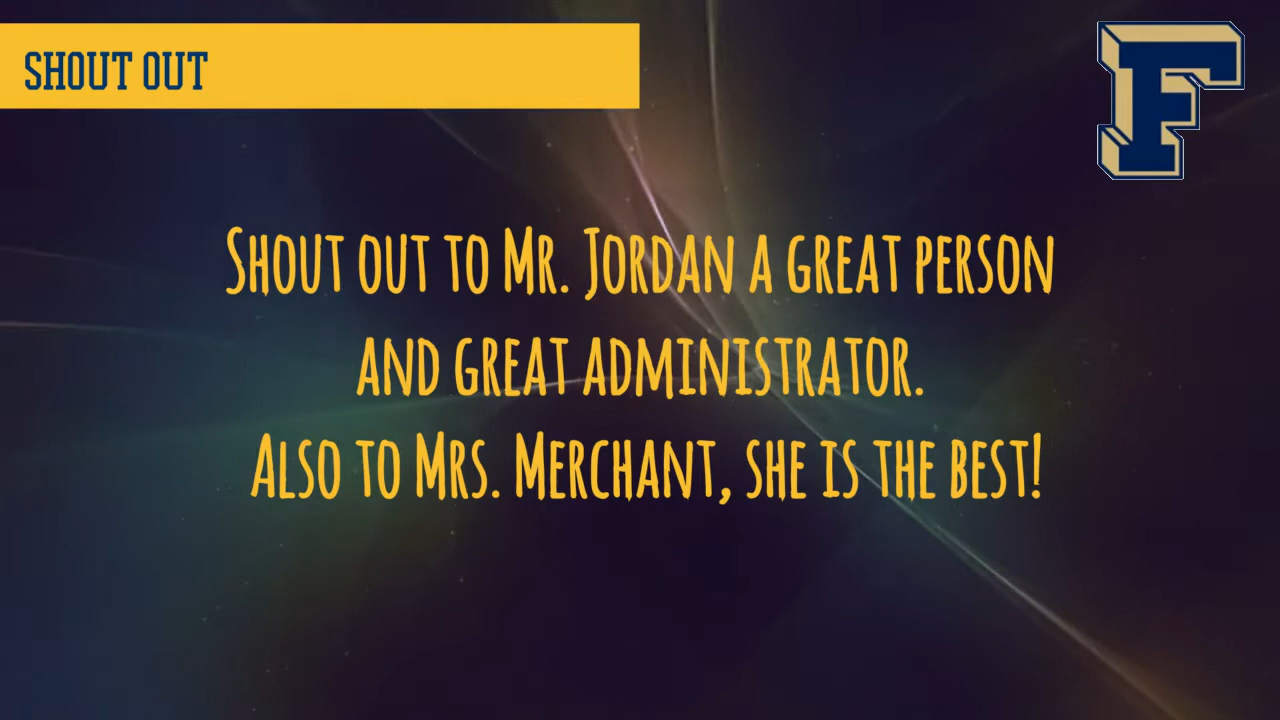 SHOUT OUT
F
Shout out to Mr. Jordan a great person
and great administrator.
Also to Mrs. Merchant, she is the best!